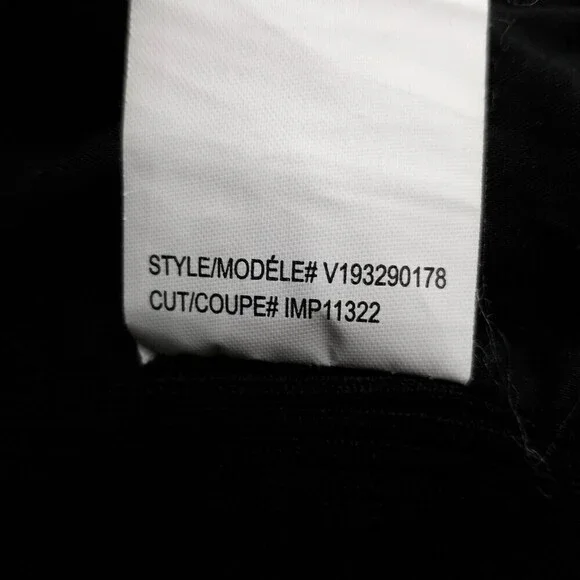 STYLE/MODÉLE# V193290178
CUT/COUPE# IMP11322